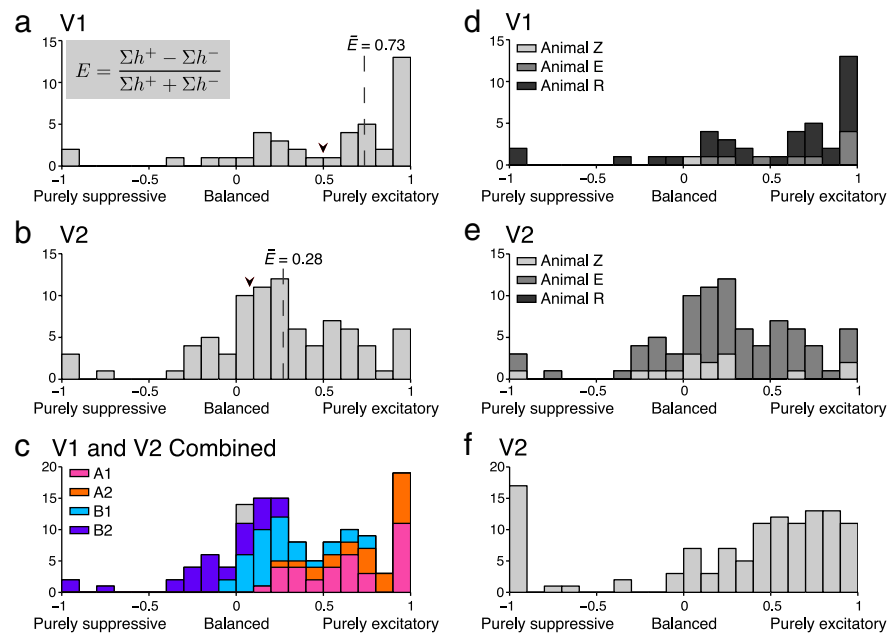 a V1
E = Σh⁺ − Σh⁻ / Σh⁺ + Σh⁻
Ē = 0.73
15
10
5
0
-1 -0.5 0 0.5 1
Purely suppressive Balanced Purely excitatory
d V1
Animal Z
Animal E
Animal R
15
10
5
0
-1 -0.5 0 0.5 1
Purely suppressive Balanced Purely excitatory
b V2
Ē = 0.28
15
10
5
0
-1 -0.5 0 0.5 1
Purely suppressive Balanced Purely excitatory
e V2
Animal Z
Animal E
Animal R
15
10
5
0
-1 -0.5 0 0.5 1
Purely suppressive Balanced Purely excitatory
c V1 and V2 Combined
A1
A2
B1
B2
20
15
10
5
0
-1 -0.5 0 0.5 1
Purely suppressive Balanced Purely excitatory
f V2
20
15
10
5
0
-1 -0.5 0 0.5 1
Purely suppressive Balanced Purely excitatory